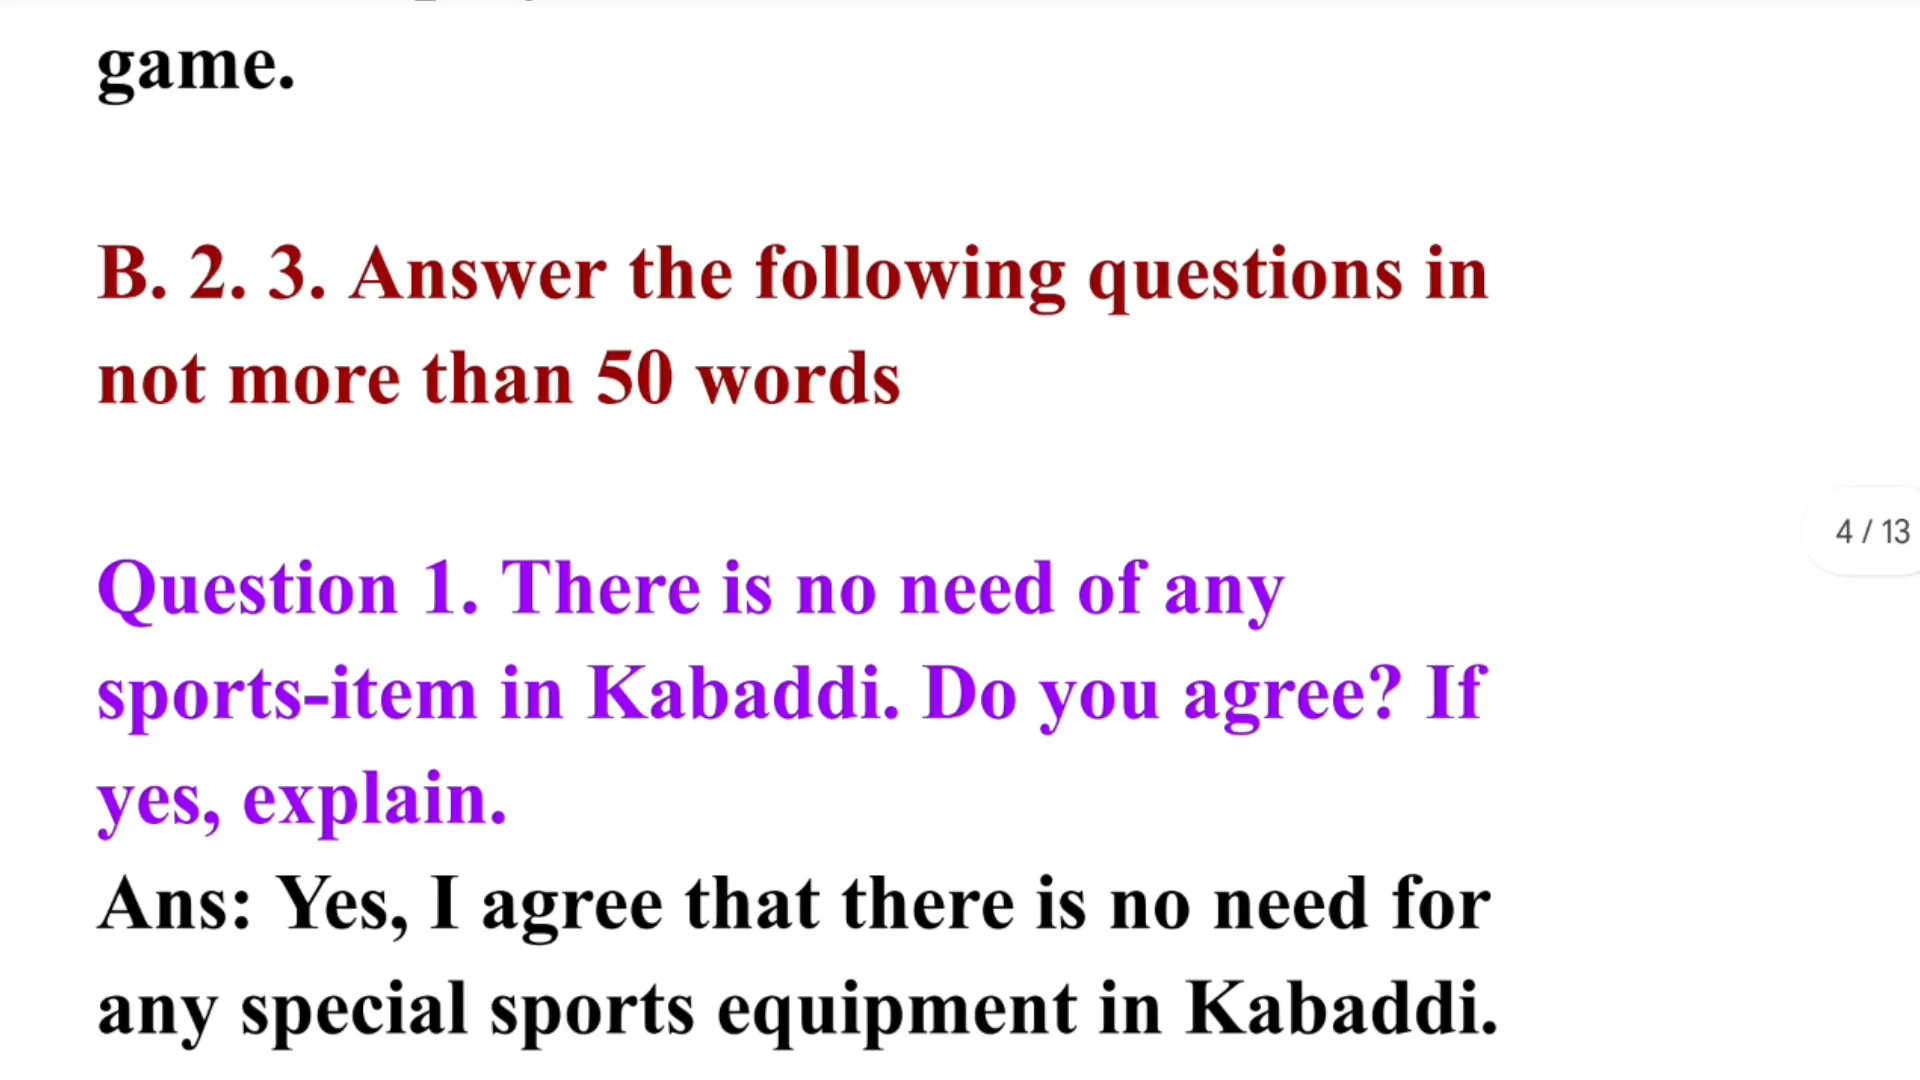 game.
B. 2. 3. Answer the following questions in
not more than 50 words
4 / 13
Question 1. There is no need of any
sports-item in Kabaddi. Do you agree? If
yes, explain.
Ans: Yes, I agree that there is no need for
any special sports equipment in Kabaddi.